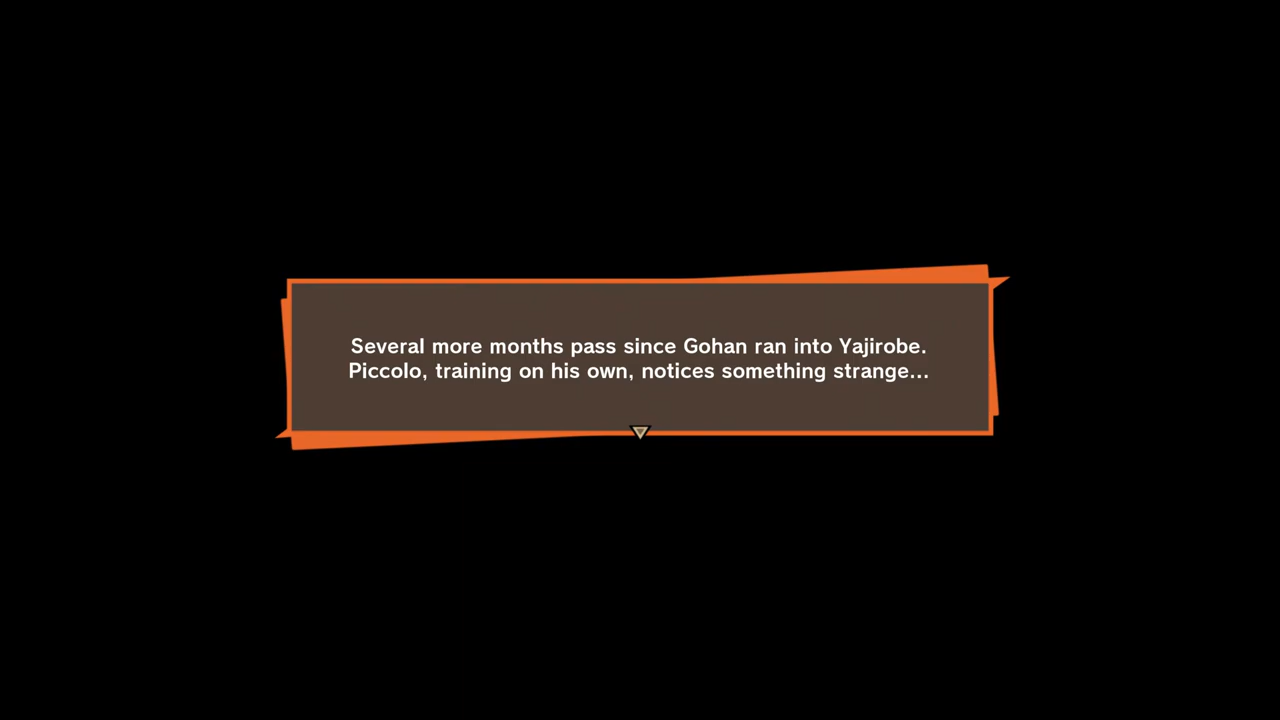 Several more months pass since Gohan ran into Yajirobe.
Piccolo, training on his own, notices something strange...